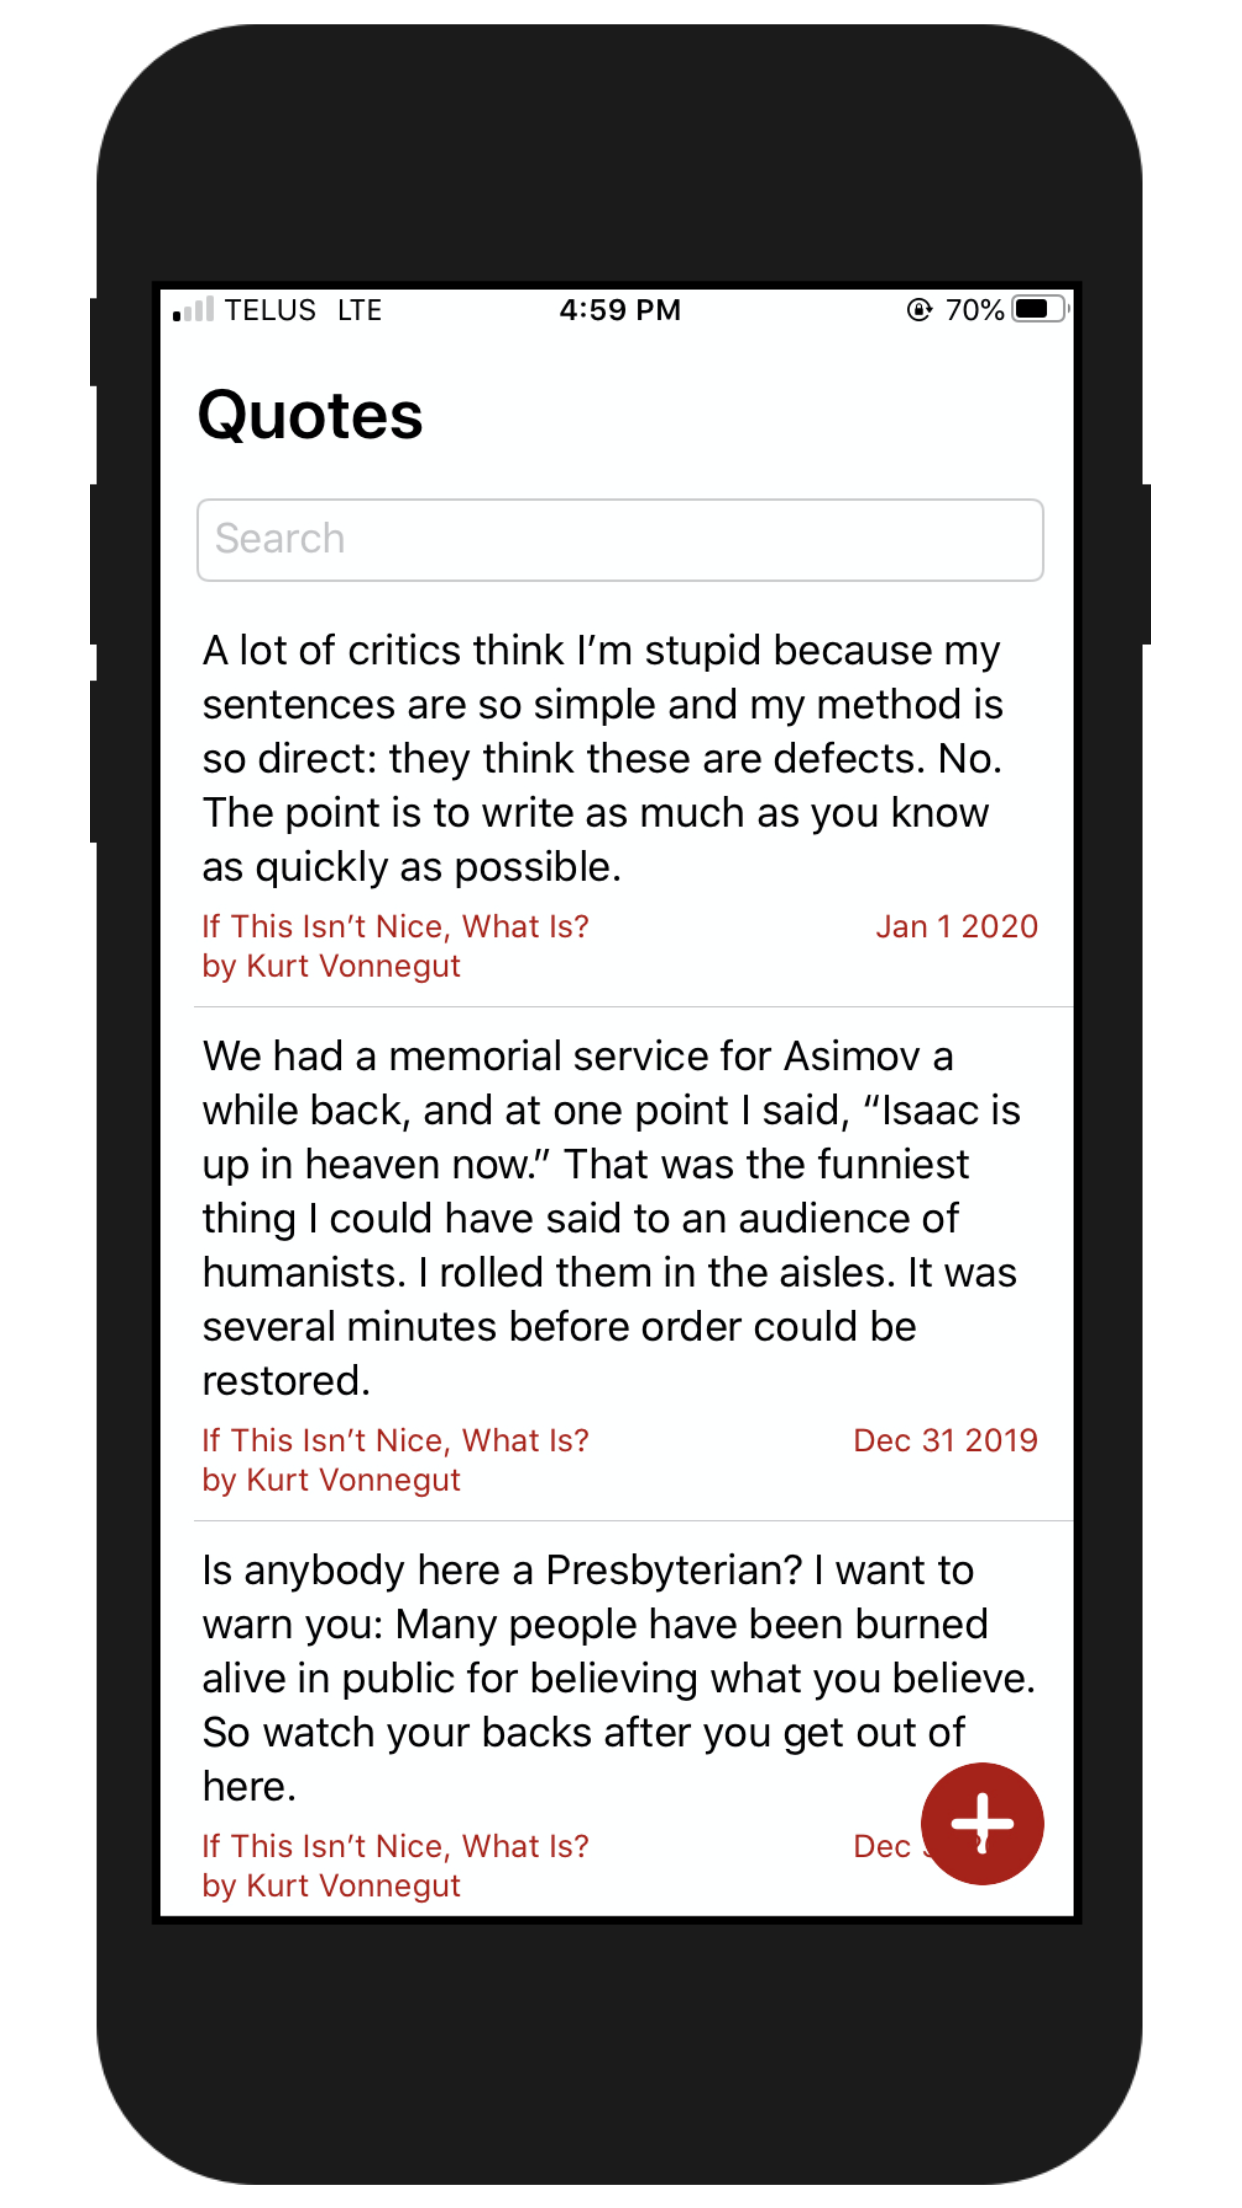 TELUS LTE 4:59 PM 70%
Quotes
Search
A lot of critics think I’m stupid because my
sentences are so simple and my method is
so direct: they think these are defects. No.
The point is to write as much as you know
as quickly as possible.
If This Isn’t Nice, What Is? Jan 1 2020
by Kurt Vonnegut
We had a memorial service for Asimov a
while back, and at one point I said, “Isaac is
up in heaven now.” That was the funniest
thing I could have said to an audience of
humanists. I rolled them in the aisles. It was
several minutes before order could be
restored.
If This Isn’t Nice, What Is? Dec 31 2019
by Kurt Vonnegut
Is anybody here a Presbyterian? I want to
warn you: Many people have been burned
alive in public for believing what you believe.
So watch your backs after you get out of
here.
If This Isn’t Nice, What Is? Dec
by Kurt Vonnegut